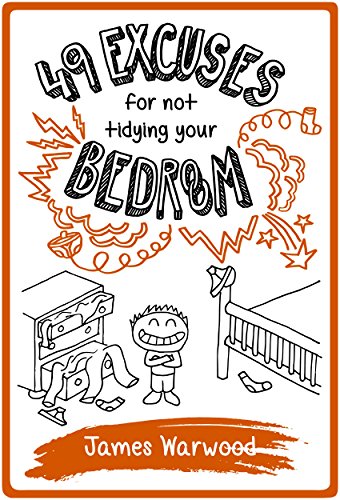 49 EXCUSES
for not
tidying your
BEDROOM
James Warwood